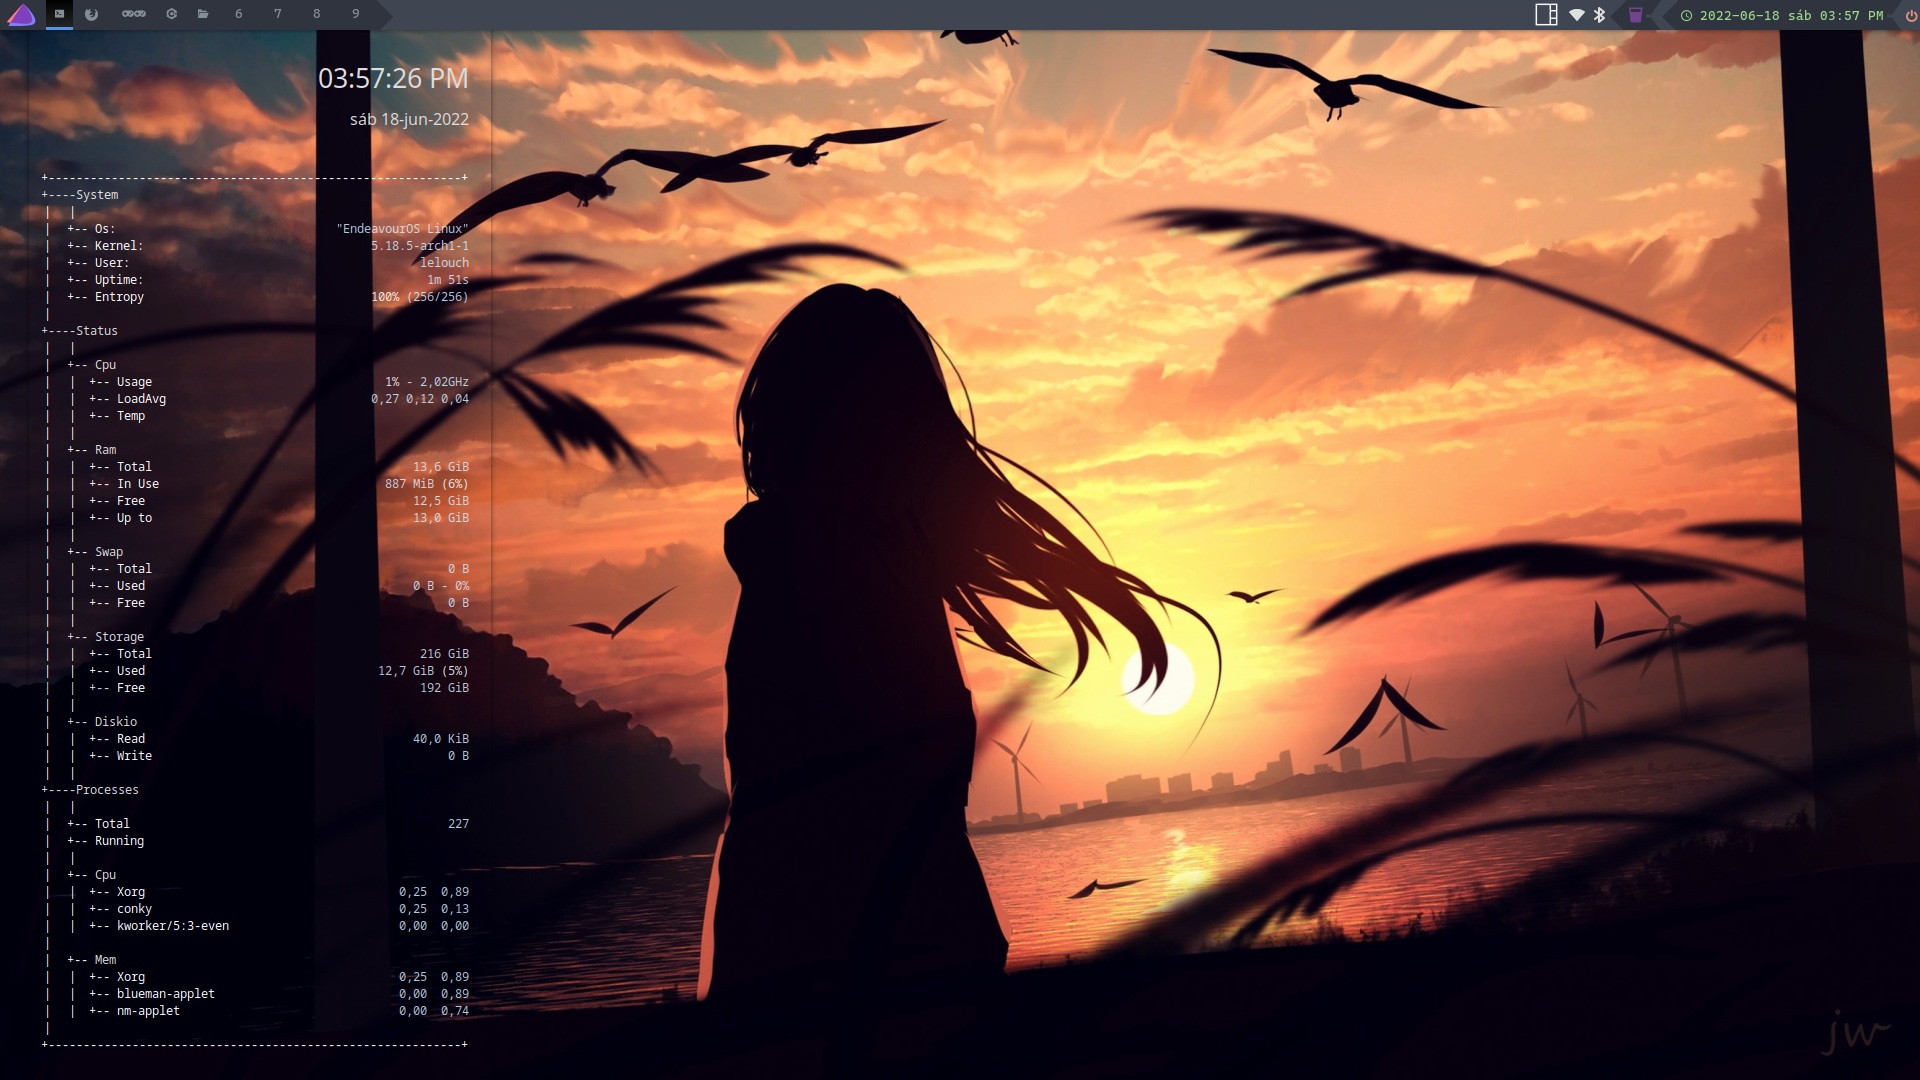 6 7 8 9 2022-06-18 sáb 03:57 PM
03:57:26 PM
sáb 18-jun-2022
+-----------------------------------------------------------+
+----System
| |
| +-- Os: "EndeavourOS Linux"
| +-- Kernel: 5.18.5-arch1-1
| +-- User: lelouch
| +-- Uptime: 1m 51s
| +-- Entropy 100% (256/256)
|
+----Status
| |
| +-- Cpu
| | +-- Usage 1% - 2,02GHz
| | +-- LoadAvg 0,27 0,12 0,04
| | +-- Temp
| |
| +-- Ram
| | +-- Total 13,6 GiB
| | +-- In Use 887 MiB (6%)
| | +-- Free 12,5 GiB
| | +-- Up to 13,0 GiB
| |
| +-- Swap
| | +-- Total 0 B
| | +-- Used 0 B - 0%
| | +-- Free 0 B
| |
| +-- Storage
| | +-- Total 216 GiB
| | +-- Used 12,7 GiB (5%)
| | +-- Free 192 GiB
| |
| +-- Diskio
| | +-- Read 40,0 KiB
| | +-- Write 0 B
| |
+----Processes
| |
| +-- Total 227
| +-- Running
| |
| +-- Cpu
| | +-- Xorg 0,25 0,89
| | +-- conky 0,25 0,13
| | +-- kworker/5:3-even 0,00 0,00
|
| +-- Mem
| | +-- Xorg 0,25 0,89
| | +-- blueman-applet 0,00 0,89
| | +-- nm-applet 0,00 0,74
|
+-----------------------------------------------------------+
jw